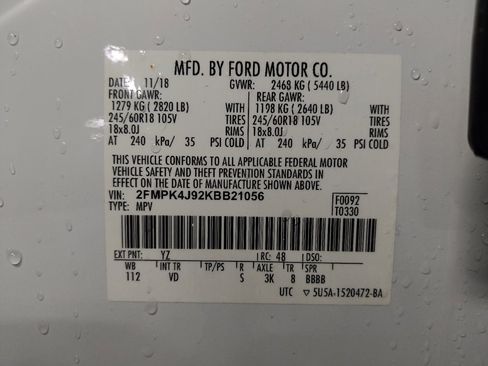 MFD. BY FORD MOTOR CO.
DATE: 11/18 GVWR: 2468 KG ( 5440 LB)
FRONT GAWR: REAR GAWR:
1279 KG ( 2820 LB) WITH 1198 KG ( 2640 LB) WITH
245/60R18 105V TIRES 245/60R18 105V TIRES
18x8.0J RIMS 18x8.0J RIMS
AT 240 kPa/ 35 PSI COLD AT 240 kPa/ 35 PSI COLD
THIS VEHICLE CONFORMS TO ALL APPLICABLE FEDERAL MOTOR
VEHICLE SAFETY AND THEFT PREVENTION STANDARDS IN
EFFECT ON THE DATE OF MANUFACTURE SHOWN ABOVE.
VIN: 2FMPK4J92KBB21056 F0092
TYPE: MPV T0330
EXT PNT: YZ RC: 48 DSO:
WB INT TR TP/PS R AXLE TR SPR
112 VD S 3K 8 BBBB
UTC ▽ 5U5A-1520472-BA